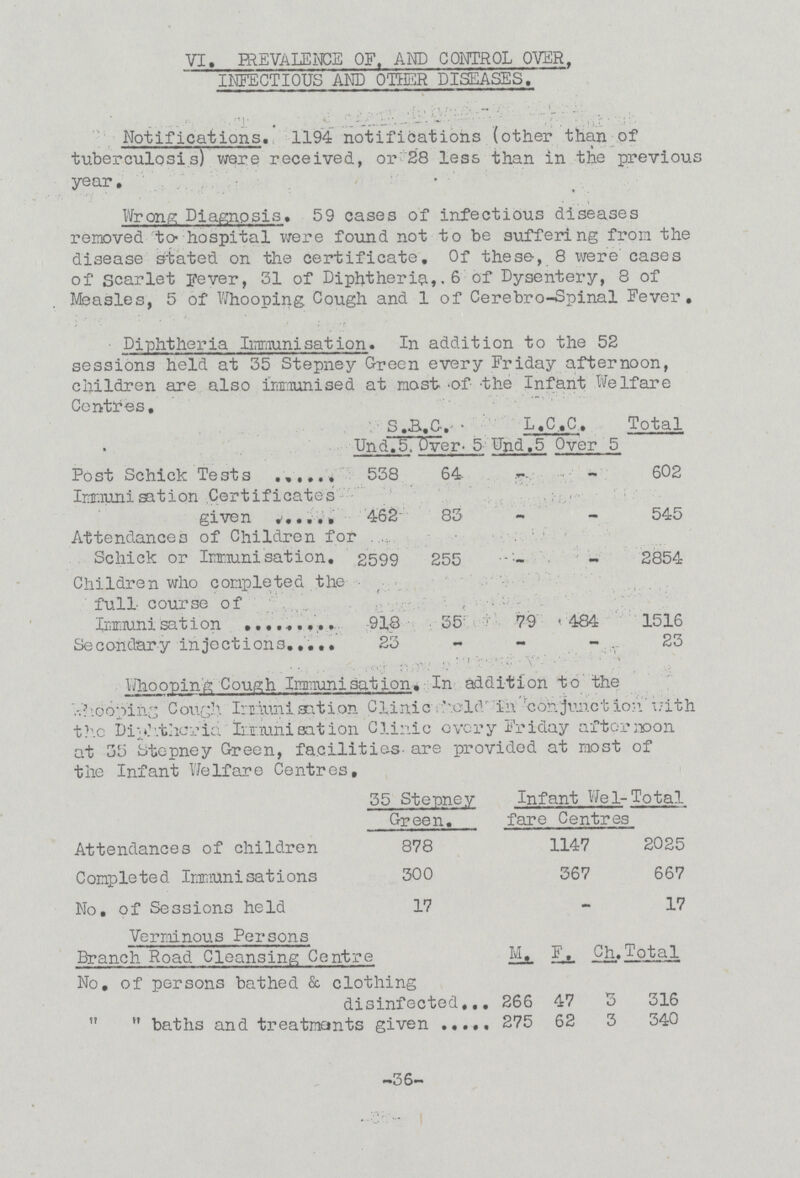 VI. PREVALENCE OF, AND CONTROL OVER,
INFECTIOUS AND OTHER DISEASES.
Notifications. 1194 notifications (other than of
tuberculosis) were received, or 28 less than in the previous
year.
Wrong Diagnosis. 59 cases of infectious diseases
removed to hospital were found not to be suffering from the
disease stated on the certificate. Of these, 8 were cases
of Scarlet Fever, 31 of Diphtheria, 6 of Dysentery, 8 of
Measles, 5 of Whooping Cough and 1 of Cerebro-Spinal Fever.
Diphtheria Immunisation. In addition to the 52
sessions held at 35 Stepney Green every Friday afternoon,
children are also immunised at most of the Infant Welfare
Centres.
S.B.C. L.C.C. Total
Und.5. Over 5 Und.5 Over 5
Post Schick Tests ...... 538 64 - - 602
Immunisation Certificates
given ...... 462 83 - - 545
Attendances of Children for
Schick or Immunisation. 2599 255 - - 2854
Children who completed the
full course of
Immunisation .......... 918 35 79 484 1516
Secondary injections..... 23 - - - 23
Whooping Cough Immunisation. In addition to the
Whooping Cough Immunisation Clinic held in conjunction with
the Diphtheria Immunisation Clinic every Friday afternoon
at 35 Stepney Green, facilities are provided at most of
the Infant Welfare Centres.
35 Stepney Infant Wel- Total
Green. fare Centres
Attendances of children 878 1147 2025
Completed Immunisations 300 367 667
No. of Sessions held 17 - 17
Verminous Persons
Branch Road Cleansing Centre M. F. Ch. Total
No. of persons bathed & clothing
disinfected... 266 47 3 316
" " baths and treatments given ..... 275 62 3 340
-36-